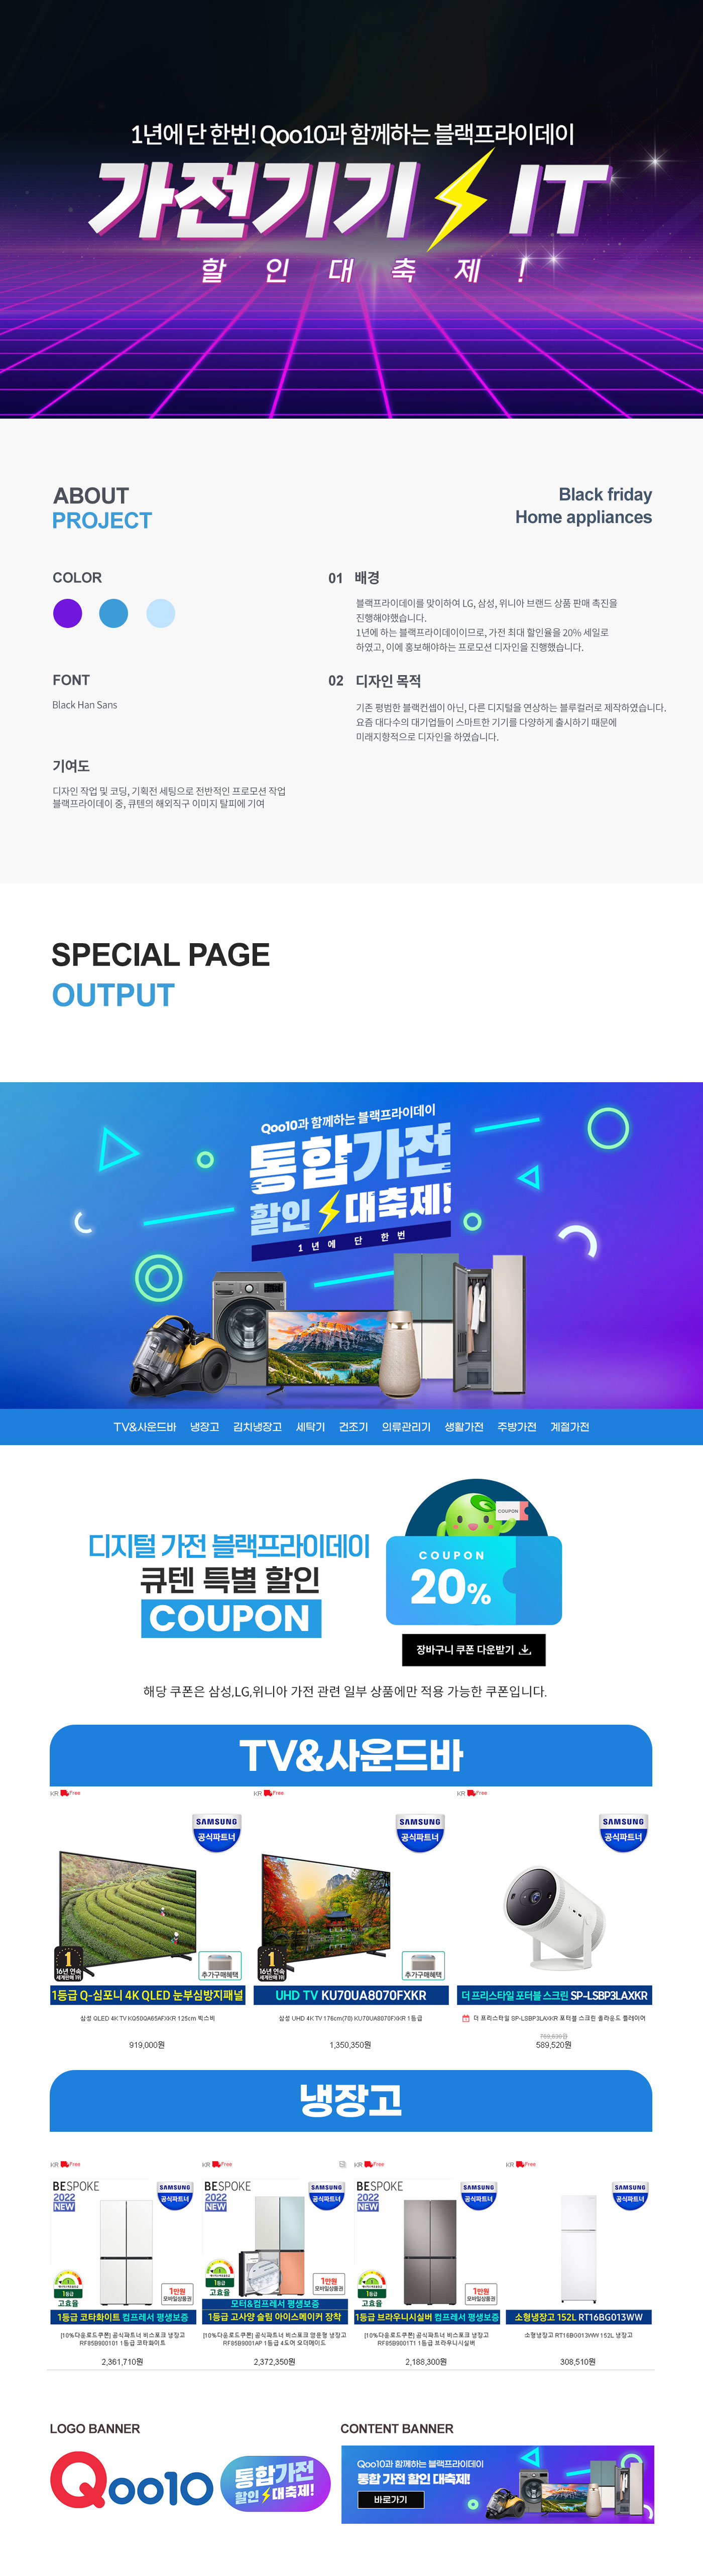 1년에 단 한번! Qoo10과 함께하는 블랙프라이데이
가전기기 IT
할인대축제!
ABOUT
PROJECT
Black friday
Home appliances
COLOR
01 배경
블랙프라이데이를 맞이하여 LG, 삼성, 위니아 브랜드 상품 판매 촉진을
진행해야했습니다.
1년에 하는 블랙프라이데이이므로, 가전 최대 할인율을 20% 세일로
하였고, 이에 홍보해야하는 프로모션 디자인을 진행했습니다.
FONT
Black Han Sans
02 디자인 목적
기존 평범한 블랙컨셉이 아닌, 다른 디지털을 연상하는 블루컬러로 제작하였습니다.
요즘 대다수의 대기업들이 스마트한 기기를 다양하게 출시하기 때문에
미래지향적으로 디자인을 하였습니다.
기여도
디자인 작업 및 코딩, 기획전 세팅으로 전반적인 프로모션 작업
블랙프라이데이 중, 큐텐의 해외직구 이미지 탈피에 기여
SPECIAL PAGE
OUTPUT
Qoo10과 함께하는 블랙프라이데이
통합가전
할인 대축제!
1년에 단 한번
TV&사운드바 냉장고 김치냉장고 세탁기 건조기 의류관리기 생활가전 주방가전 계절가전
디지털 가전 블랙프라이데이
큐텐 특별 할인
COUPON
COUPON
COUPON
20%
장바구니 쿠폰 다운받기
해당 쿠폰은 삼성,LG,위니아 가전 관련 일부 상품에만 적용 가능한 쿠폰입니다.
TV&사운드바
KR Free
SAMSUNG
공식파트너
1
16년 연속
세계판매 1위
추가구매혜택
1등급 Q-심포니 4K QLED 눈부심방지패널
삼성 QLED 4K TV KQ50QA65AFXKR 125cm 벽스비
919,000원
KR Free
SAMSUNG
공식파트너
1
16년 연속
세계판매 1위
추가구매혜택
UHD TV KU70UA8070FXKR
삼성 UHD 4K TV 176cm(70) KU70UA8070FXKR 1등급
1,350,350원
KR Free
SAMSUNG
공식파트너
더 프리스타일 포터블 스크린 SP-LSBP3LAXKR
더 프리스타일 SP-LSBP3LAXKR 포터블 스크린 올라운드 플레이어
589,520원
냉장고
KR Free
BESPOKE
2022
NEW
SAMSUNG
공식파트너
1등급
고효율
1만원
모바일상품권
1등급 코타화이트 컴프레서 평생보증
[10%다운로드쿠폰] 공식파트너 비스포크 냉장고
RF85B900101 1등급 코타화이트
2,361,710원
KR Free
BESPOKE
2022
NEW
SAMSUNG
공식파트너
1등급
고효율
1만원
모바일상품권
모터&컴프레서 평생보증
1등급 고사양 슬림 아이스메이커 장착
RF85B9001AP 1등급 4도어 오더메이드
2,372,350원
KR Free
BESPOKE
2022
NEW
SAMSUNG
공식파트너
1등급
고효율
1만원
모바일상품권
1등급 브라우니실버 컴프레서 평생보증
[10%다운로드쿠폰] 공식파트너 비스포크 냉장고
RF85B9001T1 1등급 브라우니실버
2,188,300원
KR Free
SAMSUNG
공식파트너
소형냉장고 152L RT16BG013WW
소형냉장고 RT16BG013WW 152L 냉장고
308,510원
LOGO BANNER
Qoo10
통합가전
할인 대축제!
CONTENT BANNER
Qoo10과 함께하는 블랙프라이데이
통합 가전 할인 대축제!
바로가기